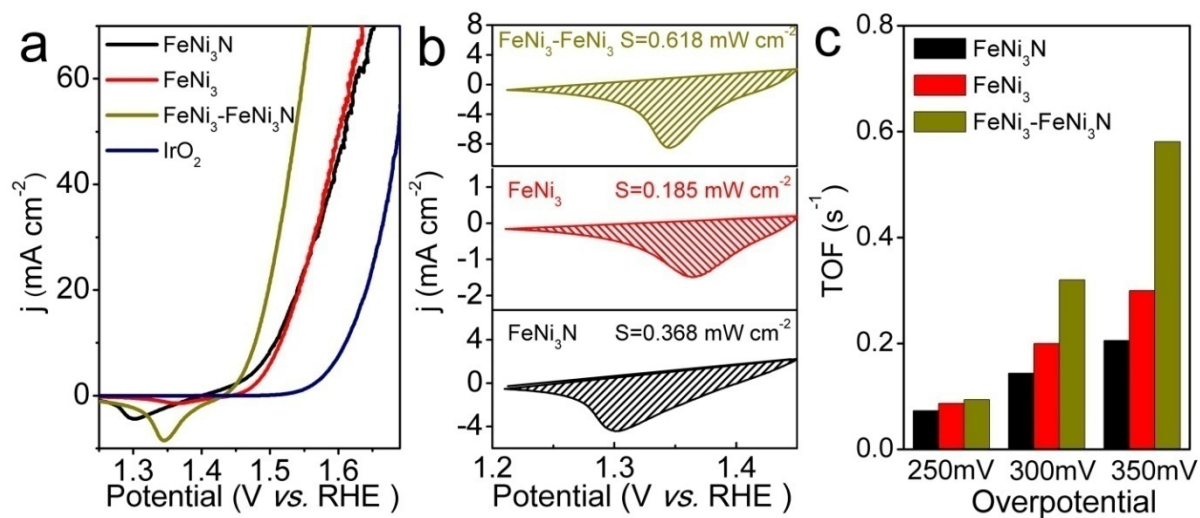 a
j (mA cm⁻²)
60
40
20
0
FeNi₃N
FeNi₃
FeNi₃-FeNi₃N
IrO₂
1.3 1.4 1.5 1.6
Potential (V vs. RHE )
b
j (mA cm⁻²)
FeNi₃-FeNi₃ S=0.618 mW cm⁻²
4
0
-4
-8
FeNi₃ S=0.185 mW cm⁻²
1
0
-1
-2
FeNi₃N S=0.368 mW cm⁻²
4
0
-4
1.2 1.3 1.4
Potential (V vs. RHE )
c
TOF (s⁻¹)
0.8
0.6
0.4
0.2
0.0
FeNi₃N
FeNi₃
FeNi₃-FeNi₃N
250mV 300mV 350mV
Overpotential